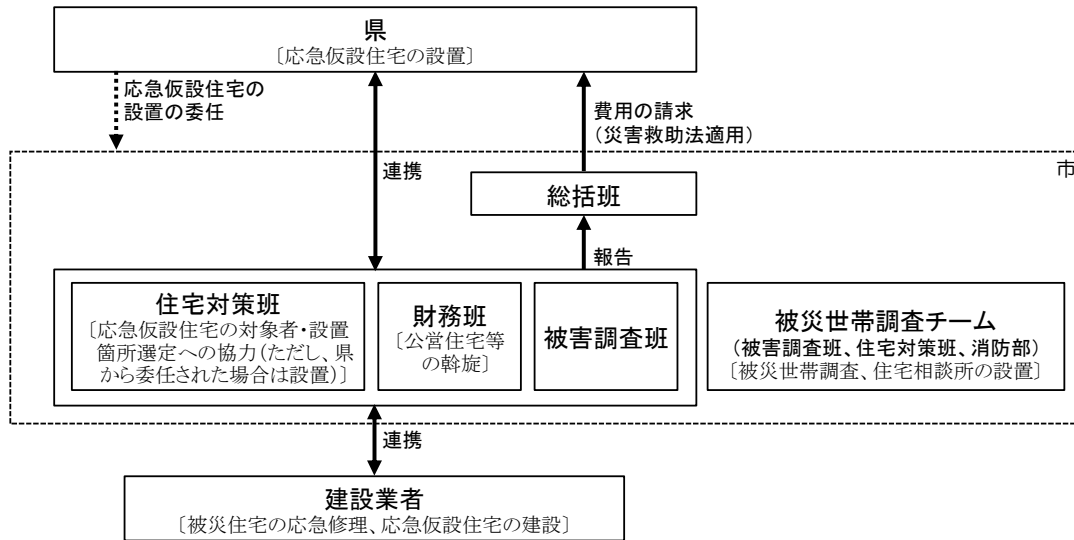 県
〔応急仮設住宅の設置〕
応急仮設住宅の
設置の委任
費用の請求
（災害救助法適用）
市
連携
総括班
報告
住宅対策班
〔応急仮設住宅の対象者・設置
箇所選定への協力（ただし、県
から委任された場合は設置）〕
財務班
〔公営住宅等
の斡旋〕
被害調査班
被災世帯調査チーム
（被害調査班、住宅対策班、消防部）
〔被災世帯調査、住宅相談所の設置〕
連携
建設業者
〔被災住宅の応急修理、応急仮設住宅の建設〕